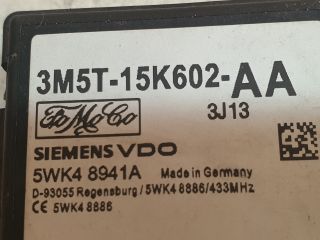 3M5T-15K602-AA
FoMoCo
3J13
SIEMENS VDO
5WK4 8941A Made in Germany
D-93055 Regensburg / 5WK4 8886/433MHz
CE 5WK4 8886